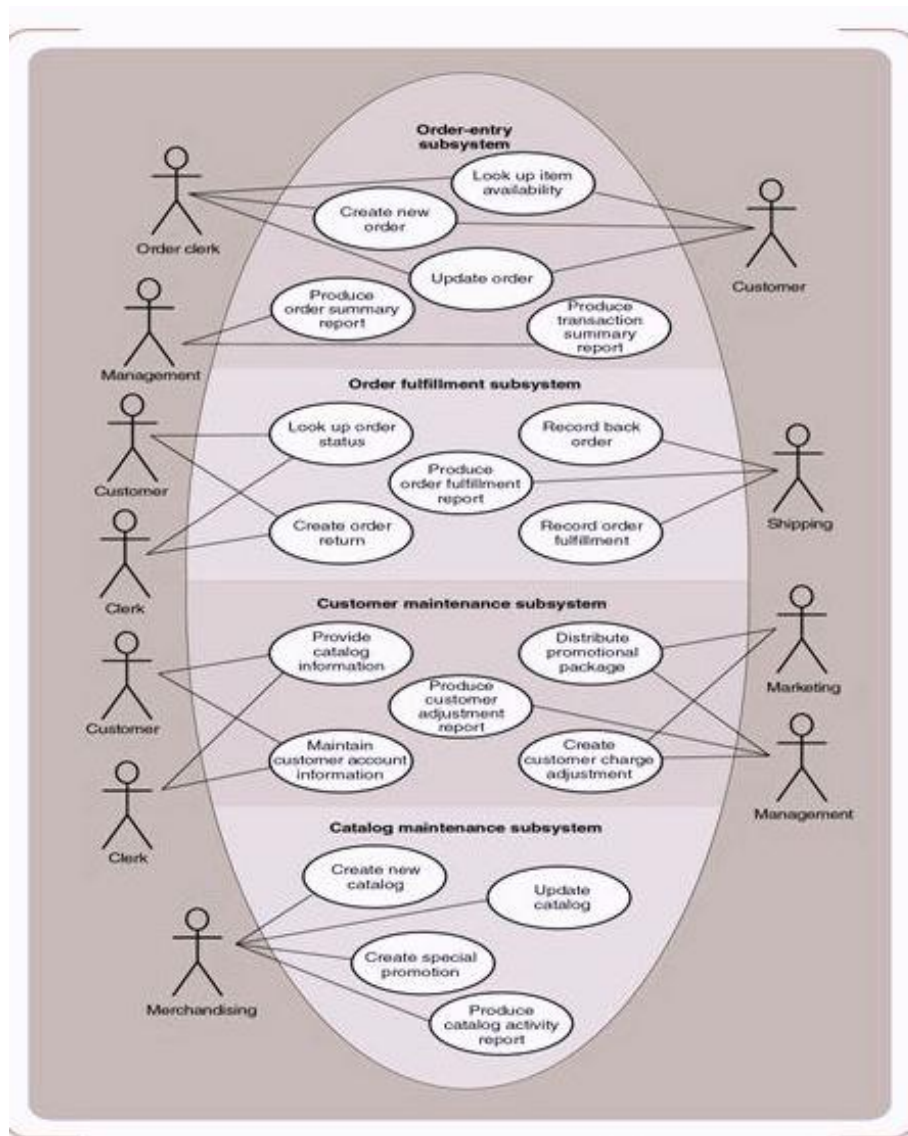 Order-entry
subsystem
Look up item
availability
Create new
order
Order clerk
Update order
Customer
Produce
order summary
report
Produce
transaction
summary
report
Management
Order fulfillment subsystem
Look up order
status
Record back
order
Produce
order fulfillment
report
Customer
Shipping
Create order
return
Record order
fulfillment
Clerk
Customer maintenance subsystem
Provide
catalog
information
Distribute
promotional
package
Marketing
Produce
customer
adjustment
report
Customer
Maintain
customer account
information
Create
customer charge
adjustment
Management
Clerk
Catalog maintenance subsystem
Create new
catalog
Update
catalog
Create special
promotion
Merchandising
Produce
catalog activity
report